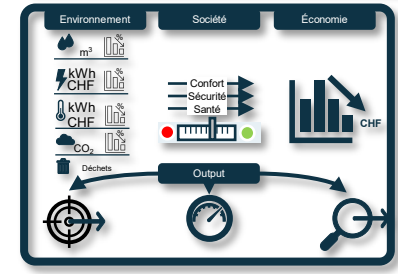 Environnement
Société
Économie
m³
%
kWh
CHF
%
kWh
CHF
%
CO₂
%
Déchets
Confort
Sécurité
Santé
CHF
Output